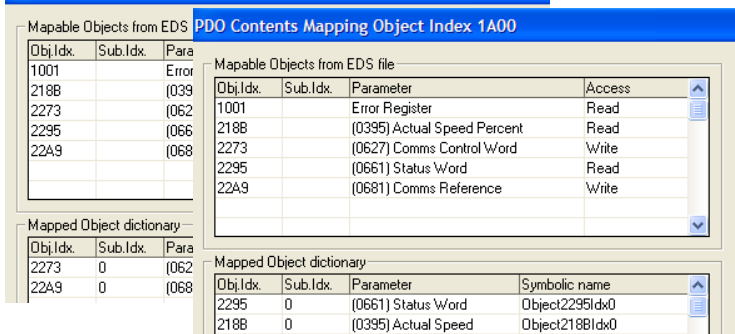 Mapable Objects from EDS
Obj.Idx. Sub.Idx. Para
1001 Error
218B (039
2273 (062
2295 (066
22A9 (068
Mapped Object dictionary
Obj.Idx. Sub.Idx. Para
2273 0 (062
22A9 0 (068
PDO Contents Mapping Object Index 1A00
Mapable Objects from EDS file
Obj.Idx. Sub.Idx. Parameter Access
1001 Error Register Read
218B (0395) Actual Speed Percent Read
2273 (0627) Comms Control Word Write
2295 (0661) Status Word Read
22A9 (0681) Comms Reference Write
Mapped Object dictionary
Obj.Idx. Sub.Idx. Parameter Symbolic name
2295 0 (0661) Status Word Object2295Idx0
218B 0 (0395) Actual Speed Object218BIdx0